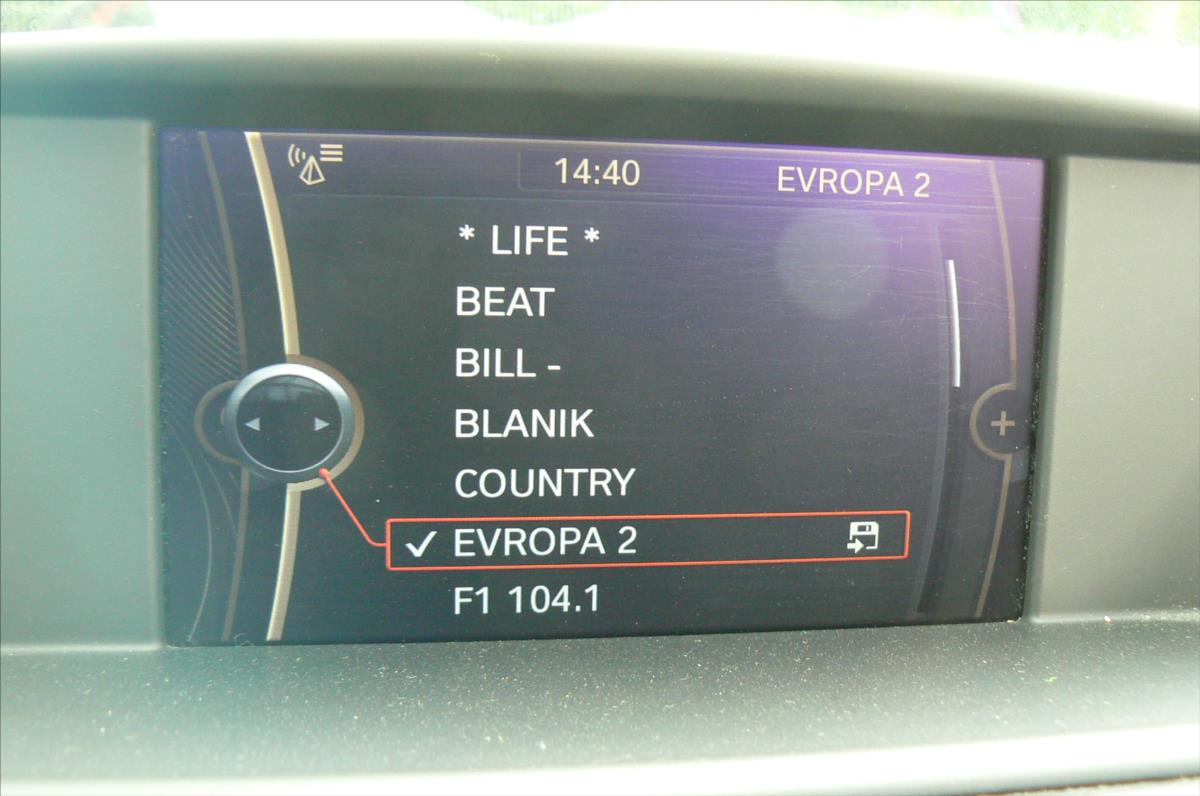 14:40 EVROPA 2
* LIFE *
BEAT
BILL -
BLANIK
COUNTRY
EVROPA 2
F1 104.1